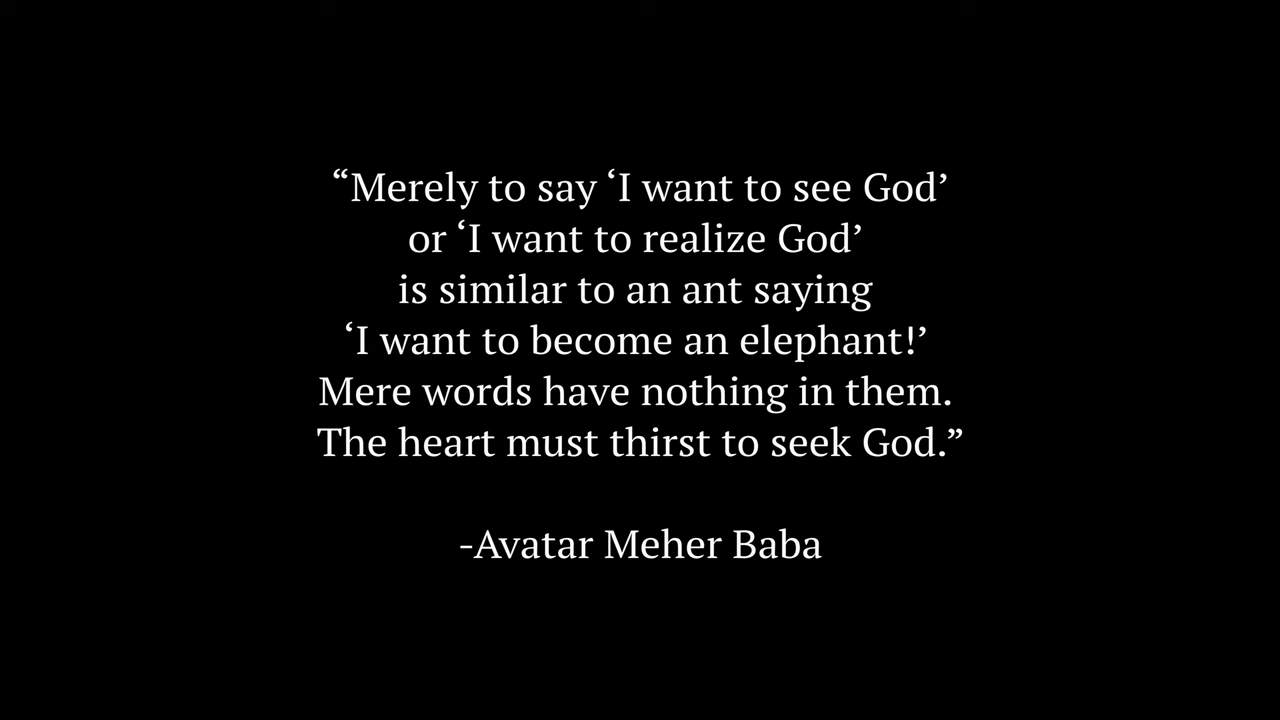 “Merely to say ‘I want to see God’
or ‘I want to realize God’
is similar to an ant saying
‘I want to become an elephant!’
Mere words have nothing in them.
The heart must thirst to seek God.”
-Avatar Meher Baba